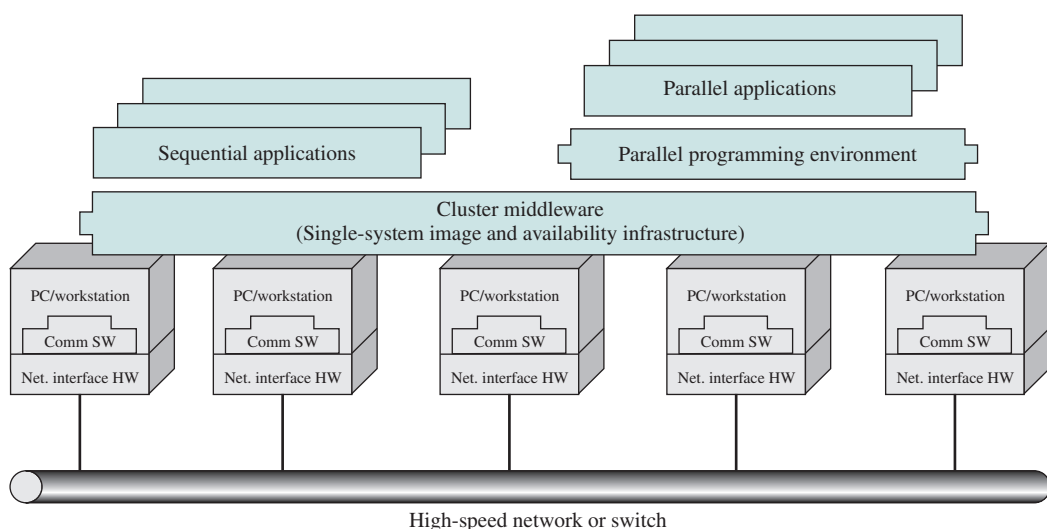 Parallel applications
Sequential applications
Parallel programming environment
Cluster middleware
(Single-system image and availability infrastructure)
PC/workstation
PC/workstation
PC/workstation
PC/workstation
PC/workstation
Comm SW
Comm SW
Comm SW
Comm SW
Comm SW
Net. interface HW
Net. interface HW
Net. interface HW
Net. interface HW
Net. interface HW
High-speed network or switch